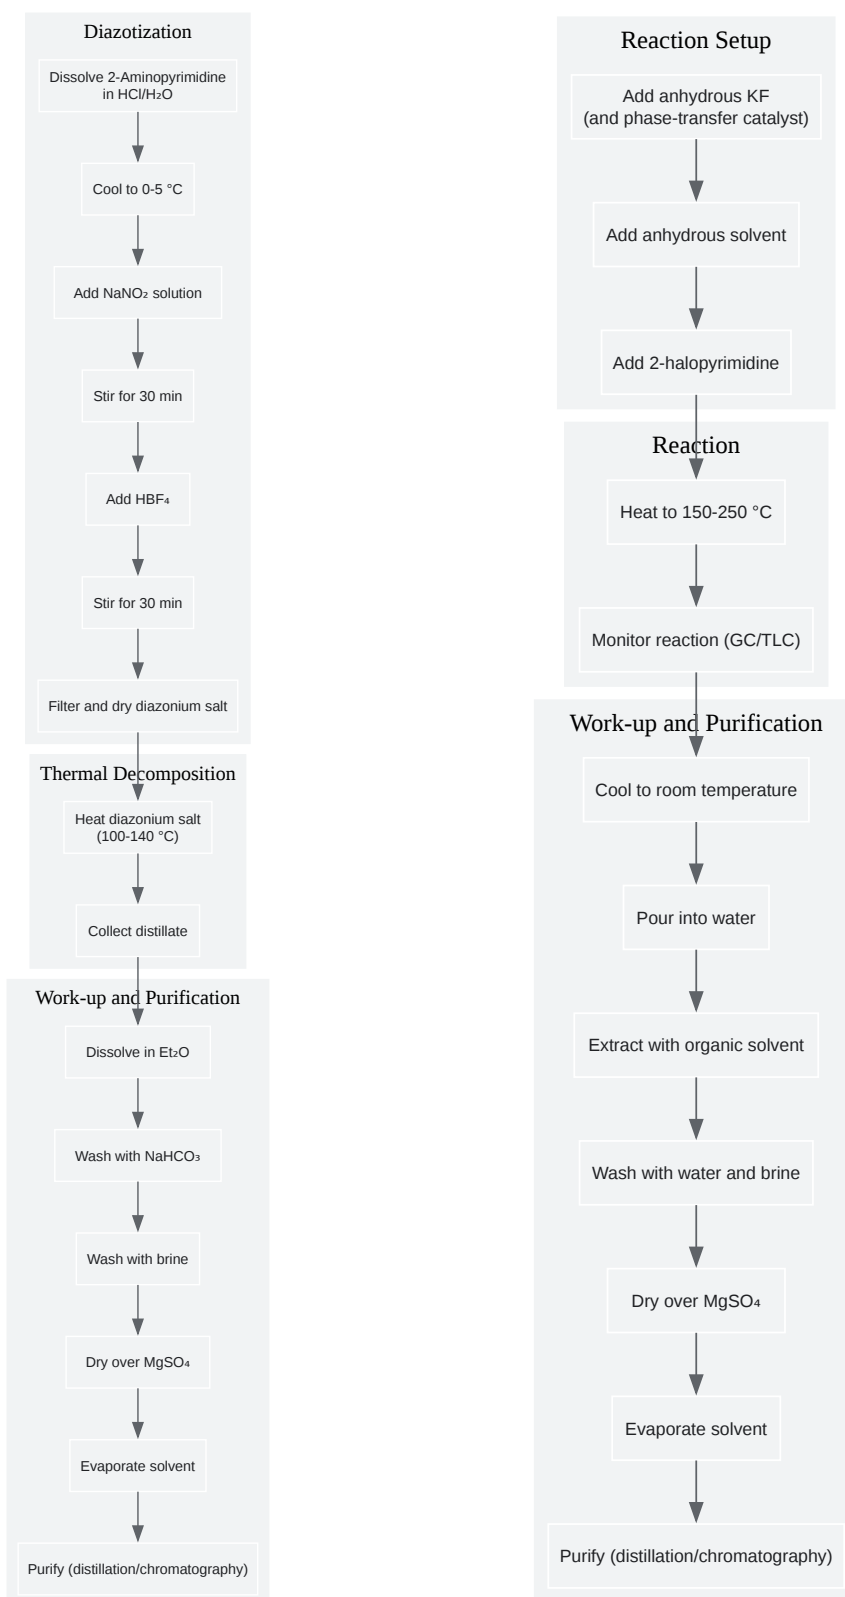 Diazotization
Dissolve 2-Aminopyrimidine
in HCl/H₂O
Cool to 0-5 °C
Add NaNO₂ solution
Stir for 30 min
Add HBF₄
Stir for 30 min
Filter and dry diazonium salt
Thermal Decomposition
Heat diazonium salt
(100-140 °C)
Collect distillate
Work-up and Purification
Dissolve in Et₂O
Wash with NaHCO₃
Wash with brine
Dry over MgSO₄
Evaporate solvent
Purify (distillation/chromatography)
Reaction Setup
Add anhydrous KF
(and phase-transfer catalyst)
Add anhydrous solvent
Add 2-halopyrimidine
Reaction
Heat to 150-250 °C
Monitor reaction (GC/TLC)
Work-up and Purification
Cool to room temperature
Pour into water
Extract with organic solvent
Wash with water and brine
Dry over MgSO₄
Evaporate solvent
Purify (distillation/chromatography)